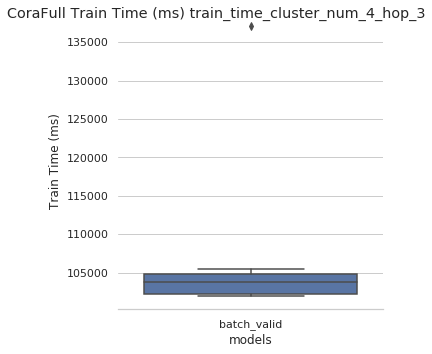 CoraFull Train Time (ms) train_time_cluster_num_4_hop_3
135000
130000
125000
120000
115000
110000
105000
Train Time (ms)
batch_valid
models